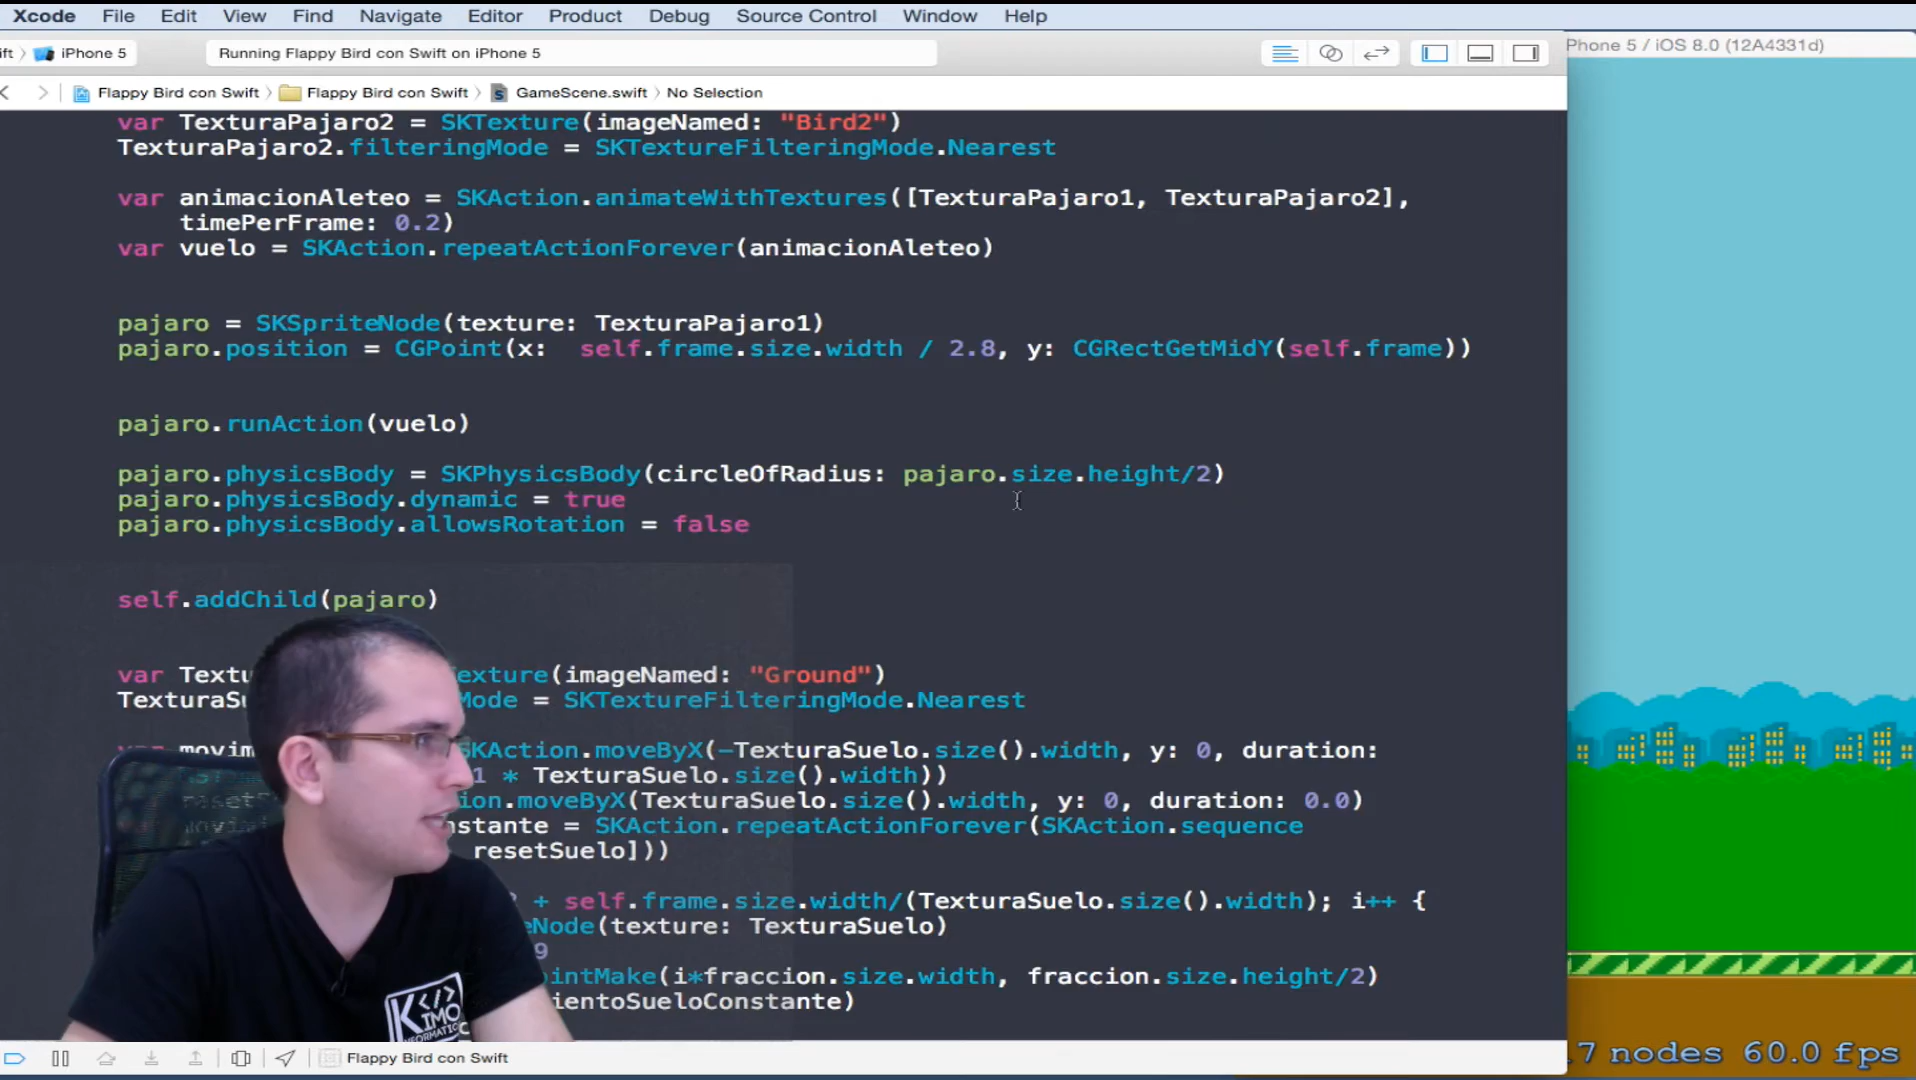 Xcode File Edit View Find Navigate Editor Product Debug Source Control Window Help
ift iPhone 5 Running Flappy Bird con Swift on iPhone 5
Phone 5 / iOS 8.0 (12A4331d)
Flappy Bird con Swift Flappy Bird con Swift GameScene.swift No Selection
var TexturaPajaro2 = SKTexture(imageNamed: "Bird2")
TexturaPajaro2.filteringMode = SKTextureFilteringMode.Nearest
var animacionAleteo = SKAction.animateWithTextures([TexturaPajaro1, TexturaPajaro2],
timePerFrame: 0.2)
var vuelo = SKAction.repeatActionForever(animacionAleteo)
pajaro = SKSpriteNode(texture: TexturaPajaro1)
pajaro.position = CGPoint(x: self.frame.size.width / 2.8, y: CGRectGetMidY(self.frame))
pajaro.runAction(vuelo)
pajaro.physicsBody = SKPhysicsBody(circleOfRadius: pajaro.size.height/2)
pajaro.physicsBody.dynamic = true
pajaro.physicsBody.allowsRotation = false
self.addChild(pajaro)
var Textu exture(imageNamed: "Ground")
TexturaSu Mode = SKTextureFilteringMode.Nearest
var movim SKAction.moveByX(-TexturaSuelo.size().width, y: 0, duration:
1 * TexturaSuelo.size().width))
ion.moveByX(TexturaSuelo.size().width, y: 0, duration: 0.0)
nstante = SKAction.repeatActionForever(SKAction.sequence
resetSuelo]))
+ self.frame.size.width/(TexturaSuelo.size().width); i++ {
eNode(texture: TexturaSuelo)
9
ointMake(i*fraccion.size.width, fraccion.size.height/2)
ientoSueloConstante)
K </> IMO
Flappy Bird con Swift
7 nodes 60.0 fps